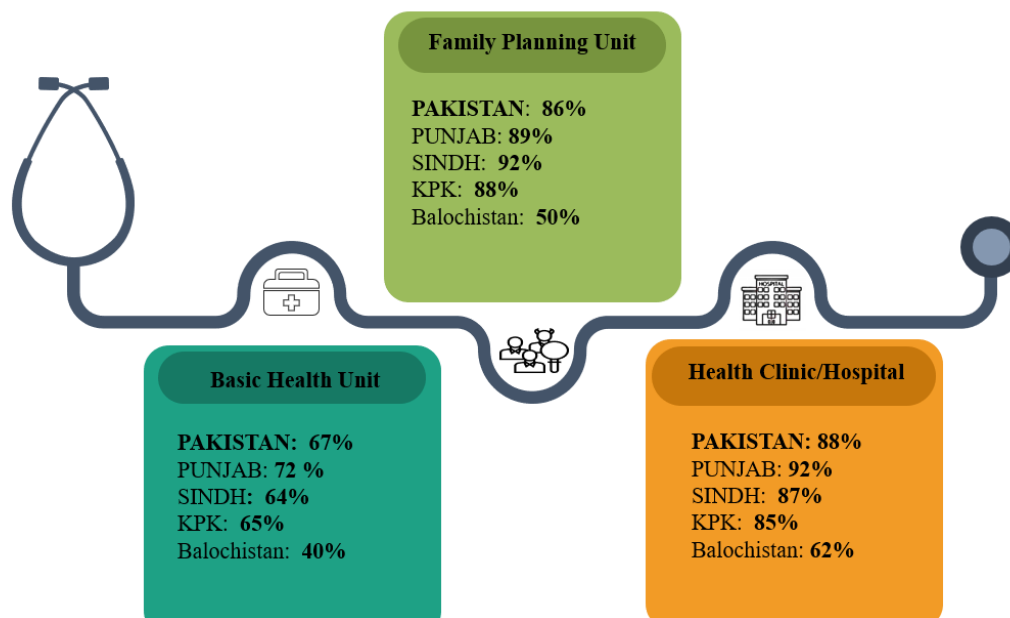 Family Planning Unit
PAKISTAN: 86%
PUNJAB: 89%
SINDH: 92%
KPK: 88%
Balochistan: 50%
HOSPITAL
Basic Health Unit
PAKISTAN: 67%
PUNJAB: 72 %
SINDH: 64%
KPK: 65%
Balochistan: 40%
Health Clinic/Hospital
PAKISTAN: 88%
PUNJAB: 92%
SINDH: 87%
KPK: 85%
Balochistan: 62%